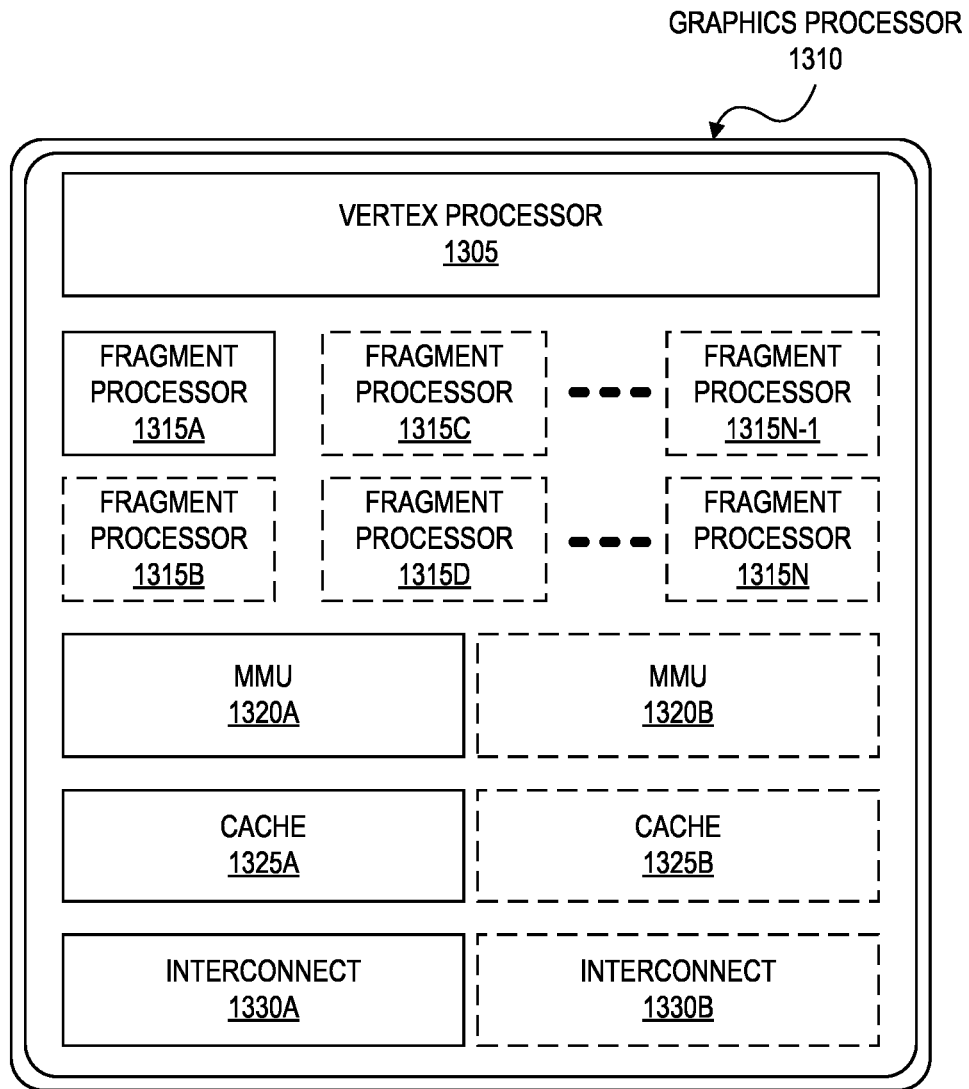 GRAPHICS PROCESSOR
1310
VERTEX PROCESSOR
1305
FRAGMENT
PROCESSOR
1315A
FRAGMENT
PROCESSOR
1315C
FRAGMENT
PROCESSOR
1315N-1
FRAGMENT
PROCESSOR
1315B
FRAGMENT
PROCESSOR
1315D
FRAGMENT
PROCESSOR
1315N
MMU
1320A
MMU
1320B
CACHE
1325A
CACHE
1325B
INTERCONNECT
1330A
INTERCONNECT
1330B